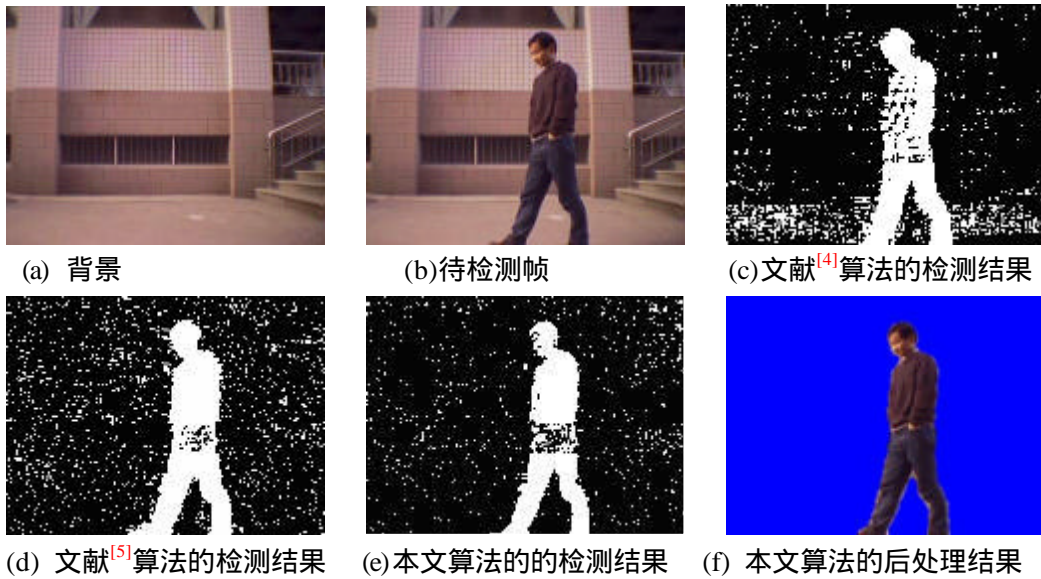 (a) 背景
(b)待检测帧
(c)文献[4]算法的检测结果
(d) 文献[5]算法的检测结果
(e)本文算法的的检测结果
(f) 本文算法的后处理结果